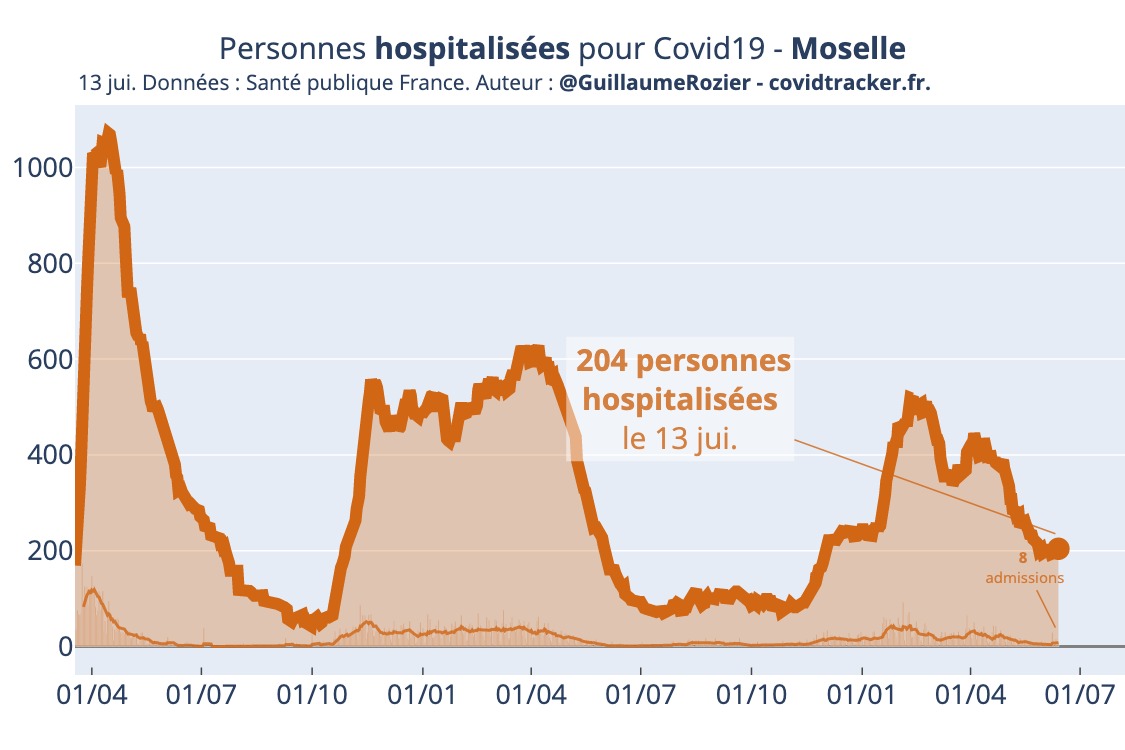 Personnes hospitalisées pour Covid19 - Moselle
13 jui. Données : Santé publique France. Auteur : @GuillaumeRozier - covidtracker.fr.
1000
800
600
400
200
0
204 personnes
hospitalisées
le 13 jui.
8
admissions
01/04 01/07 01/10 01/01 01/04 01/07 01/10 01/01 01/04 01/07